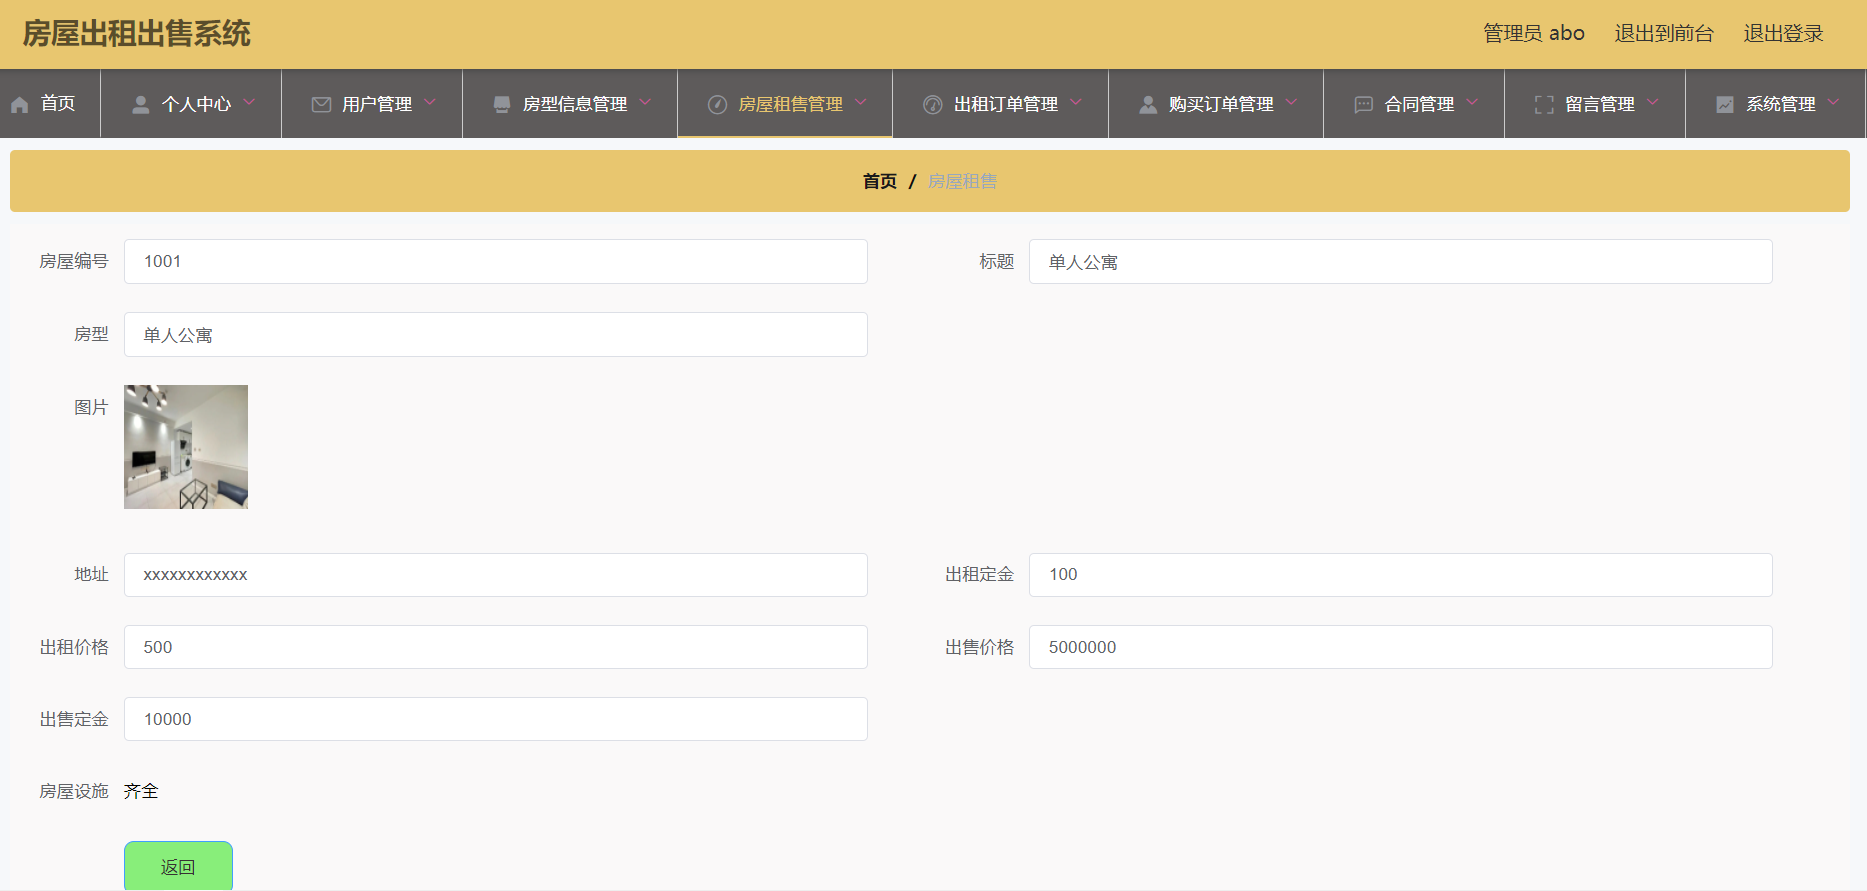 房屋出租出售系统
管理员 abo 退出到前台 退出登录
首页 个人中心 用户管理 房型信息管理 房屋租售管理 出租订单管理 购买订单管理 合同管理 留言管理 系统管理
首页 / 房屋租售
房屋编号 1001 标题 单人公寓
房型 单人公寓
图片
地址 xxxxxxxxxxxx 出租定金 100
出租价格 500 出售价格 5000000
出售定金 10000
房屋设施 齐全
返回